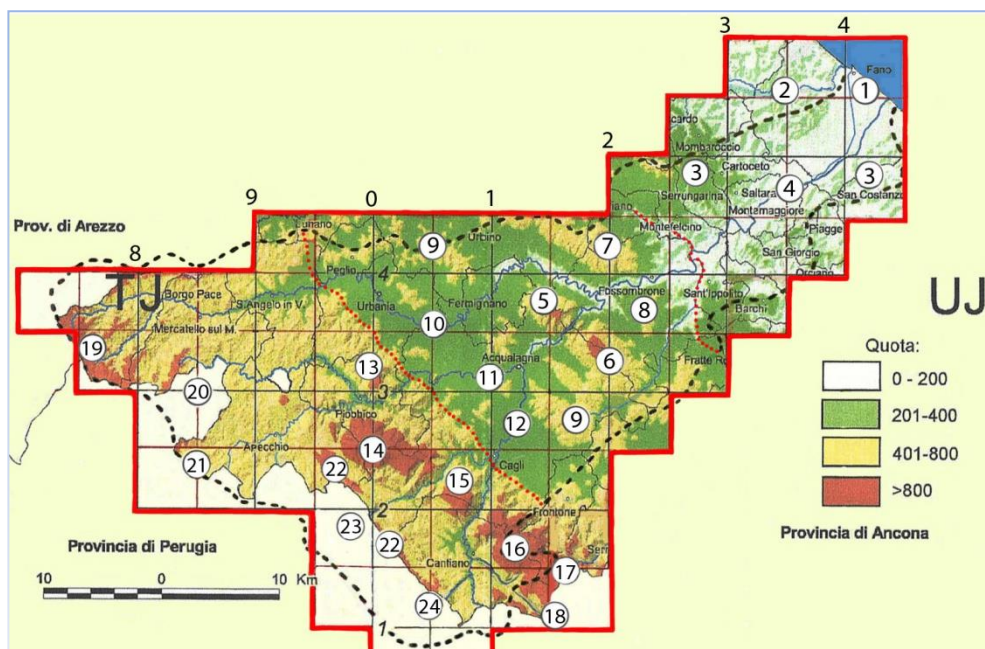 3 4
Fano
2 1
cardo
2
Mombaroccio
Cartoceto
3
Serrungarina
Saltara
4
3
San Costanzo
Montemaggiore
9 0 1
Prov. di Arezzo
Urbino
9
7
Montefelcino
Piagge
San Giorgio
Orciano
8
Peglio
4
TJ
Borgo Pace
S. Angelo in V.
Urbania
Fermignano
5
Fossombrone
8
Sant'Ippolito
Barchi
UJ
Mercatello sul M.
10
19
Acqualagna
6
Fratte Ro
Quota:
0 - 200
201-400
401-800
>800
13
11
20
3
Piobbico
12
9
Apecchio
14
21
22
15
Cagli
2
Frontone
23
22
16
Serr
Provincia di Perugia
Provincia di Ancona
Cantiano
17
10 0 10 Km
24
18
1